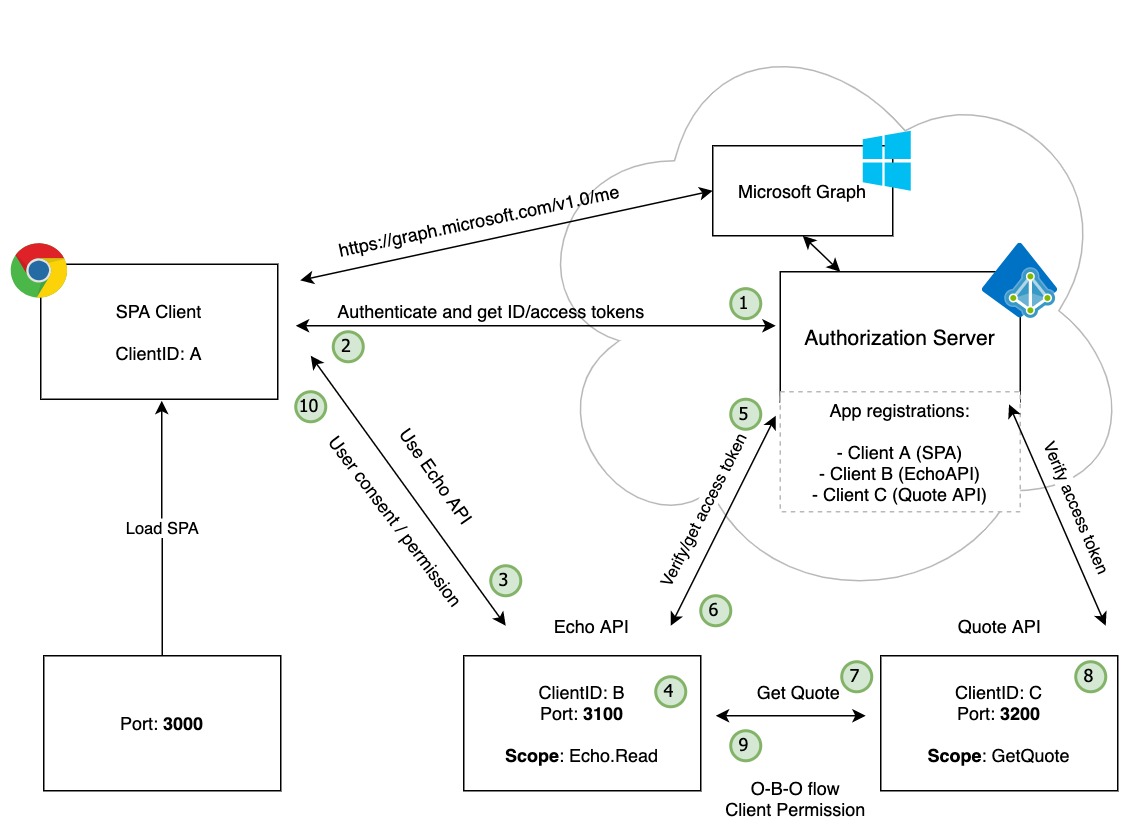 Microsoft Graph
https://graph.microsoft.com/v1.0/me
SPA Client
ClientID: A
Authenticate and get ID/access tokens
1
2
Authorization Server
App registrations:
- Client A (SPA)
- Client B (EchoAPI)
- Client C (Quote API)
10
5
Use Echo API
User consent / permission
Verify/get access token
Verify access token
Load SPA
3
6
Echo API
Quote API
Port: 3000
ClientID: B
4
Port: 3100
Scope: Echo.Read
Get Quote
7
9
O-B-O flow
Client Permission
ClientID: C
8
Port: 3200
Scope: GetQuote